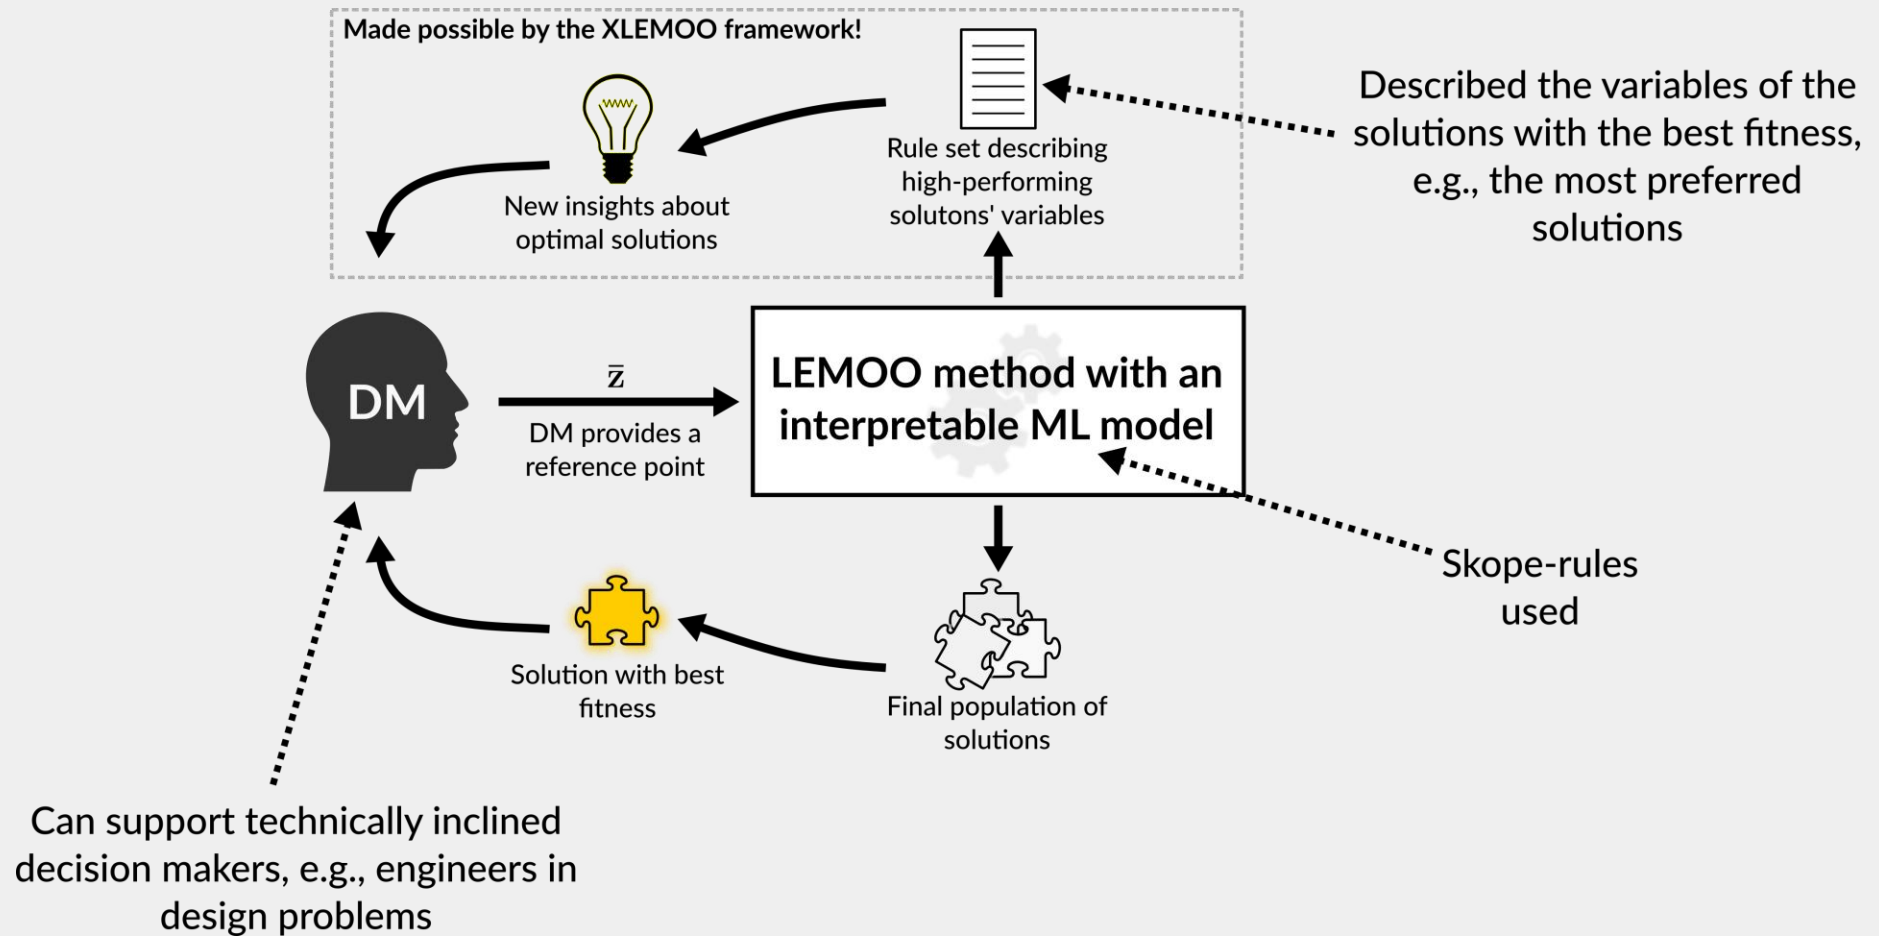 Made possible by the XLEMOO framework!
Rule set describing
high-performing
soluton' variables
New insights about
optimal solutions
Described the variables of the
solutions with the best fitness,
e.g., the most preferred
solutions
DM
z̄
DM provides a
reference point
LEMOO method with an
interpretable ML model
Skope-rules
used
Solution with best
fitness
Final population of
solutions
Can support technically inclined
decision makers, e.g., engineers in
design problems